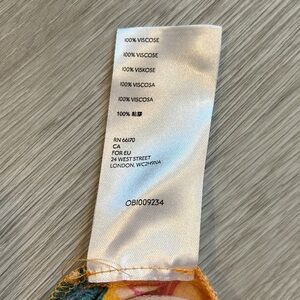 100% VISCOSE
100% VISCOSE
100% VISKOSE
100% VISCOSA
100% VISCOSA
100% 粘胶
RN 66170
CA
FOR EU
24 WEST STREET
LONDON, WC2H9NA
OBI009234